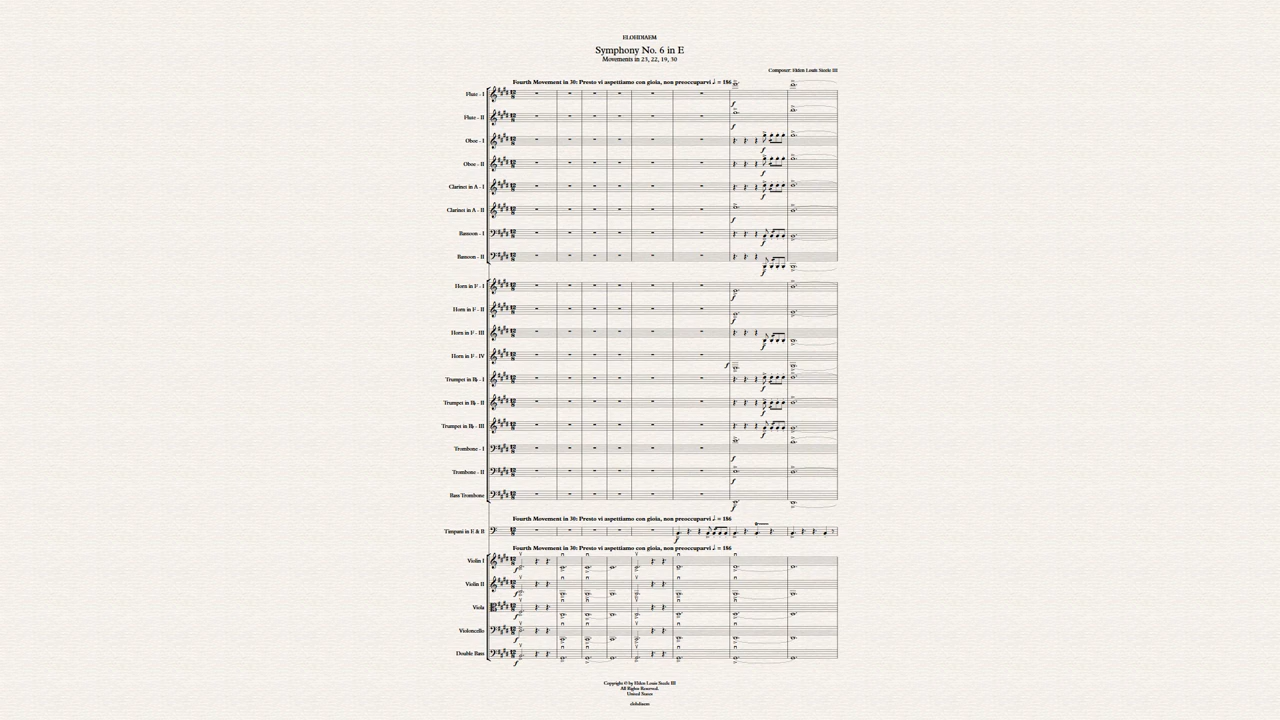 ELOHDIAEM
Symphony No. 6 in E
Movements in 23, 22, 19, 30
Composer: Elden Louis Steele III
Fourth Movement in 30: Presto vi aspettiamo con gioia, non preoccuparvi ♩ = 186
Flute - I
f
Flute - II
f
Oboe - I
f
Oboe - II
f
Clarinet in A - I
f
Clarinet in A - II
f
Bassoon - I
f
Bassoon - II
f
Horn in F - I
f
Horn in F - II
f
Horn in F - III
f
Horn in F - IV
f
Trumpet in B♭ - I
f
Trumpet in B♭ - II
f
Trumpet in B♭ - III
f
Trombone - I
f
Trombone - II
f
Bass Trombone
f
Fourth Movement in 30: Presto vi aspettiamo con gioia, non preoccuparvi ♩ = 186
Timpani in E & B
f
Fourth Movement in 30: Presto vi aspettiamo con gioia, non preoccuparvi ♩ = 186
Violin I
f
Violin II
f
Viola
f
Violoncello
f
Double Bass
f
Copyright © by Elden Louis Steele III
All Rights Reserved.
United States
elohdiaem